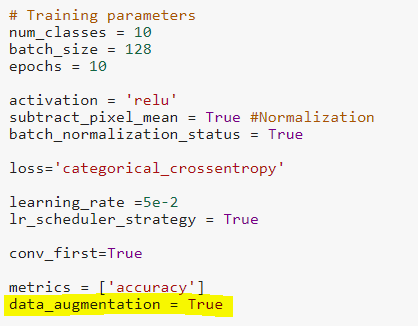 # Training parameters
num_classes = 10
batch_size = 128
epochs = 10
activation = 'relu'
subtract_pixel_mean = True #Normalization
batch_normalization_status = True
loss='categorical_crossentropy'
learning_rate =5e-2
lr_scheduler_strategy = True
conv_first=True
metrics = ['accuracy']
data_augmentation = True